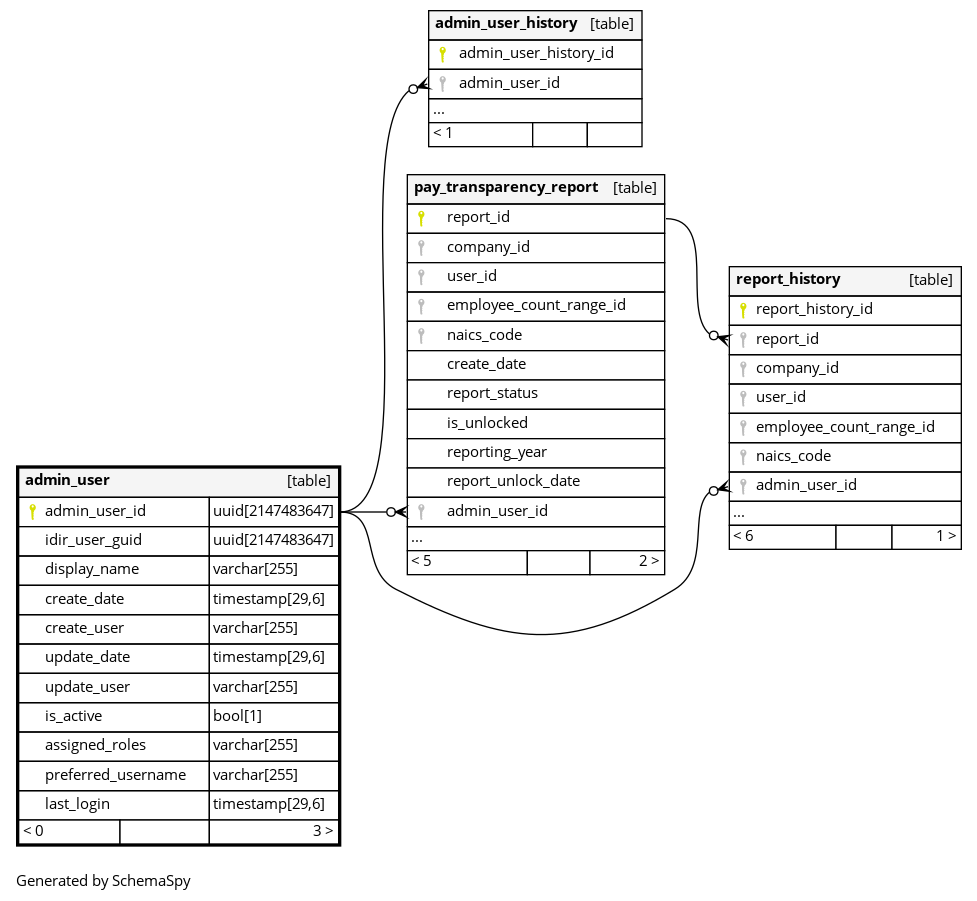 admin_user_history [table]
admin_user_history_id
admin_user_id
...
< 1
pay_transparency_report [table]
report_id
company_id
user_id
employee_count_range_id
naics_code
create_date
report_status
is_unlocked
reporting_year
report_unlock_date
admin_user_id
...
< 5 2 >
report_history [table]
report_history_id
report_id
company_id
user_id
employee_count_range_id
naics_code
admin_user_id
...
< 6 1 >
admin_user [table]
admin_user_id uuid[2147483647]
idir_user_guid uuid[2147483647]
display_name varchar[255]
create_date timestamp[29,6]
create_user varchar[255]
update_date timestamp[29,6]
update_user varchar[255]
is_active bool[1]
assigned_roles varchar[255]
preferred_username varchar[255]
last_login timestamp[29,6]
< 0 3 >
Generated by SchemaSpy